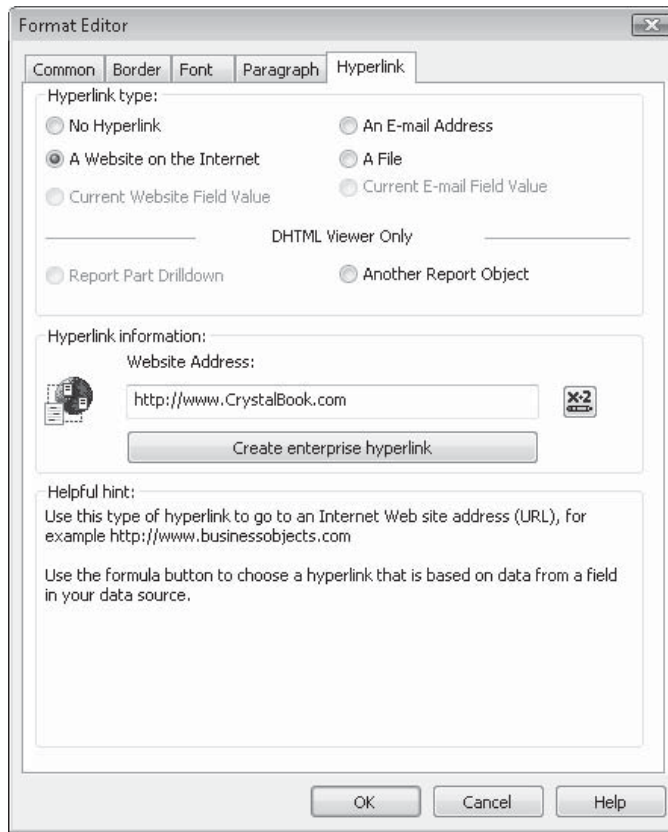 Format Editor
Common Border Font Paragraph Hyperlink
Hyperlink type:
No Hyperlink
An E-mail Address
A Website on the Internet
A File
Current Website Field Value
Current E-mail Field Value
DHTML Viewer Only
Report Part Drilldown
Another Report Object
Hyperlink information:
Website Address:
http://www.CrystalBook.com
X·2
Create enterprise hyperlink
Helpful hint:
Use this type of hyperlink to go to an Internet Web site address (URL), for
example http://www.businessobjects.com
Use the formula button to choose a hyperlink that is based on data from a field
in your data source.
OK Cancel Help